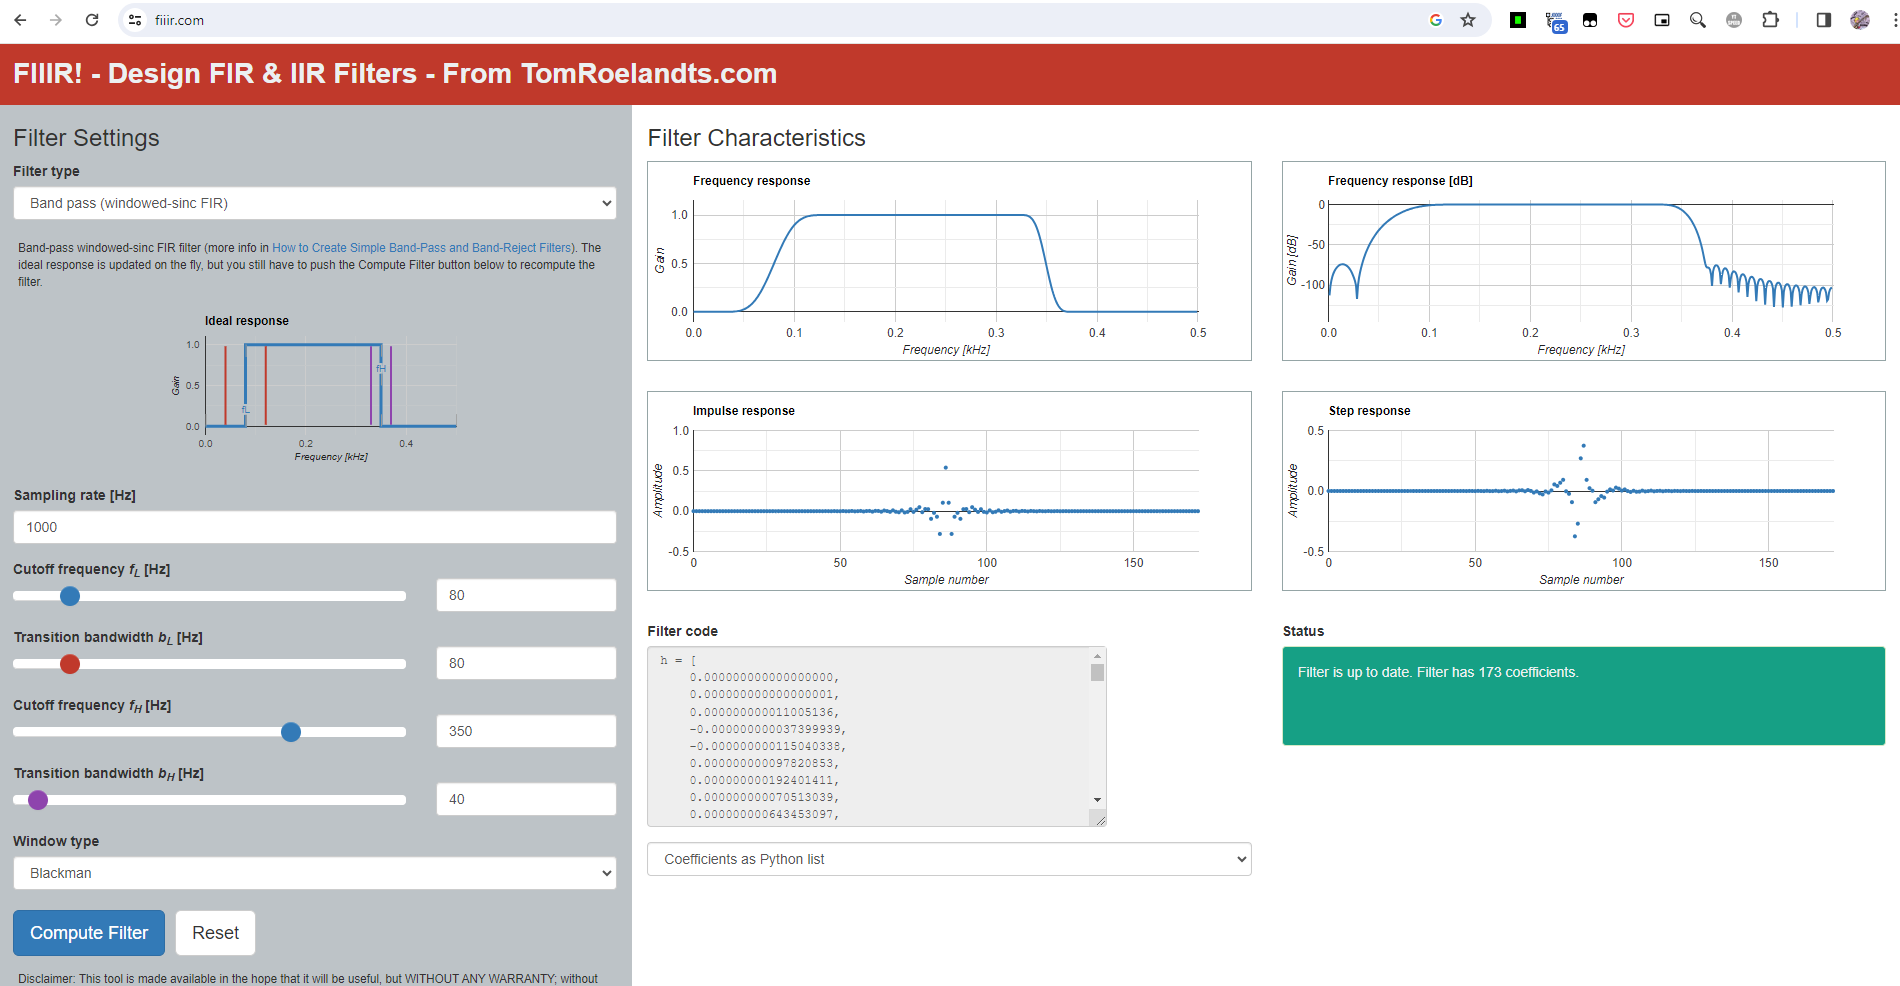 fiiir.com
65
FIIIR! - Design FIR & IIR Filters - From TomRoelandts.com
Filter Settings
Filter type
Band pass (windowed-sinc FIR)
Band-pass windowed-sinc FIR filter (more info in How to Create Simple Band-Pass and Band-Reject Filters). The
ideal response is updated on the fly, but you still have to push the Compute Filter button below to recompute the
filter.
Ideal response
1.0
fH
Gain
0.5
fL
0.0
0.0 0.2 0.4
Frequency [kHz]
Sampling rate [Hz]
1000
Cutoff frequency fL [Hz]
80
Transition bandwidth bL [Hz]
80
Cutoff frequency fH [Hz]
350
Transition bandwidth bH [Hz]
40
Window type
Blackman
Compute Filter Reset
Disclaimer: This tool is made available in the hope that it will be useful, but WITHOUT ANY WARRANTY; without
Filter Characteristics
Frequency response
1.0
Gain
0.5
0.0
0.0 0.1 0.2 0.3 0.4 0.5
Frequency [kHz]
Frequency response [dB]
0
-50
Gain [dB]
-100
0.0 0.1 0.2 0.3 0.4 0.5
Frequency [kHz]
Impulse response
1.0
0.5
Amplitude
0.0
-0.5
0 50 100 150
Sample number
Step response
0.5
Amplitude
0.0
-0.5
0 50 100 150
Sample number
Filter code
h = [
0.000000000000000000,
0.000000000000000001,
0.000000000011005136,
-0.000000000037399939,
-0.000000000115040338,
0.000000000097820853,
0.000000000192401411,
0.000000000070513039,
0.000000000643453097,
Coefficients as Python list
Status
Filter is up to date. Filter has 173 coefficients.